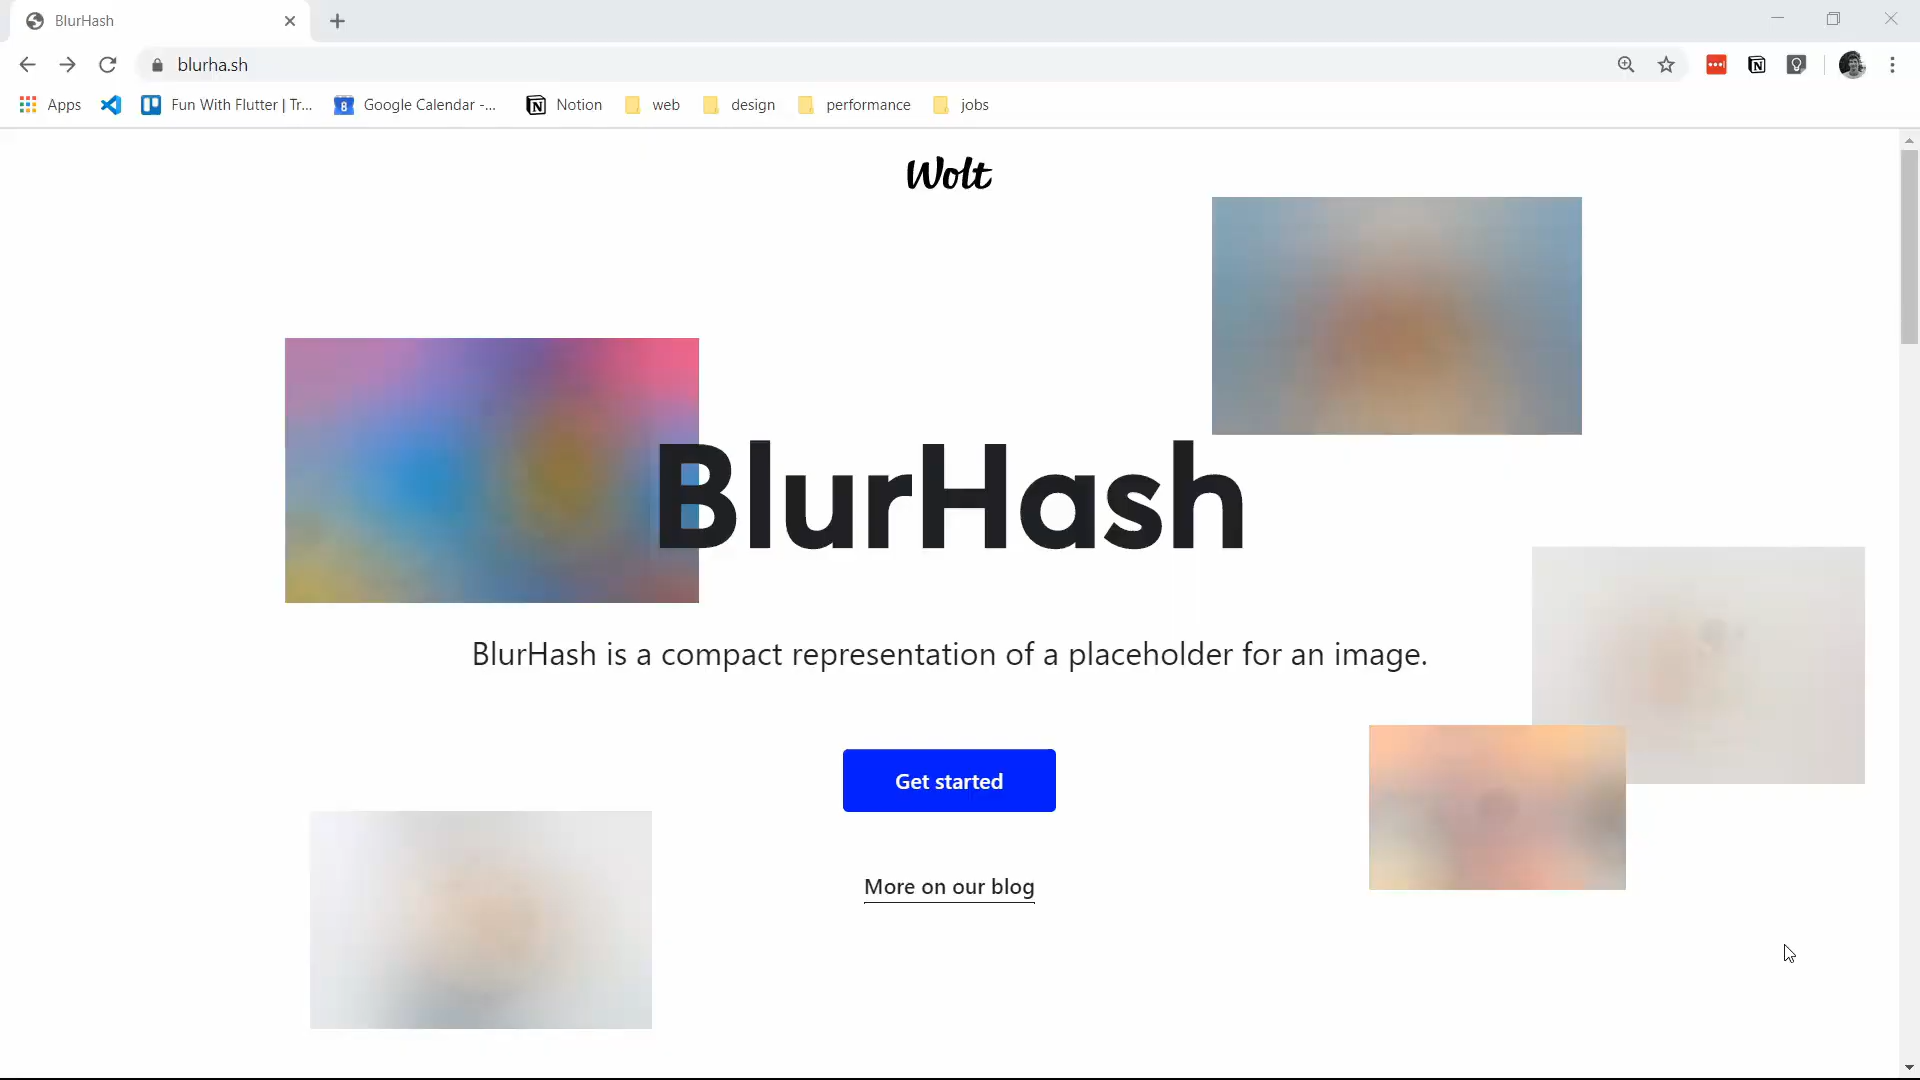 BlurHash
blurha.sh
Apps
Fun With Flutter | Tr...
8 Google Calendar -...
Notion
web
design
performance
jobs
Wolt
BlurHash
BlurHash is a compact representation of a placeholder for an image.
Get started
More on our blog